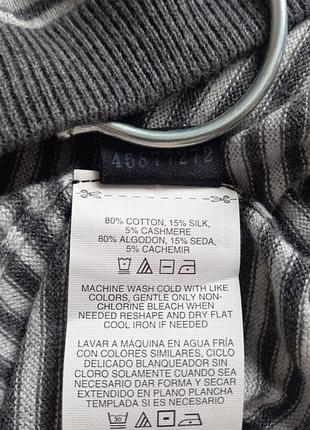 45811212
80% COTTON, 15% SILK,
5% CASHMERE
80% ALGODON, 15% SEDA,
5% CACHEMIR
MACHINE WASH COLD WITH LIKE
COLORS, GENTLE ONLY NON-
CHLORINE BLEACH WHEN
NEEDED RESHAPE AND DRY FLAT
COOL IRON IF NEEDED
LAVAR A MÁQUINA EN AGUA FRÍA
CON COLORES SIMILARES, CICLO
DELICADO BLANQUEADOR SIN
CLORO SOLAMENTE CUANDO SEA
NECESARIO DAR FORMA Y SECAR
EXTENDIDO EN PLANO PLANCHA
TEMPLADA SI ES NECESARIO
30